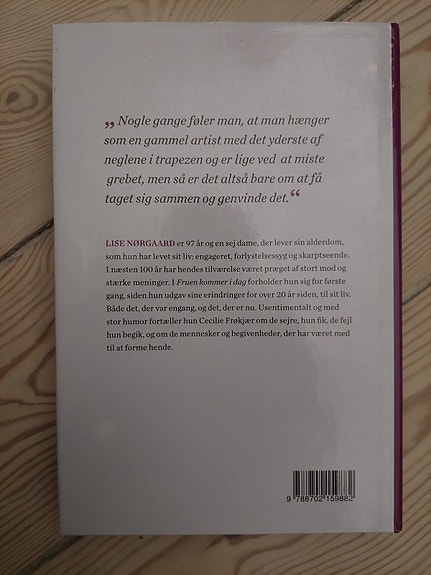 „Nogle gange føler man, at man hænger
som en gammel artist med det yderste af
neglene i trapezen og er lige ved at miste
grebet, men så er det altså bare om at få
taget sig sammen og genvinde det.“
LISE NØRGAARD er 97 år og en sej dame, der lever sin alderdom,
som hun har levet sit liv: engageret, forlystelsessyg og skarptseende.
I næsten 100 år har hendes tilværelse været præget af stort mod og
stærke meninger. I Fruen kommer i dag forholder hun sig for første
gang, siden hun udgav sine erindringer for over 20 år siden, til sit liv.
Både det, der var engang, og det, der er nu. Usentimentalt og med
stor humor fortæller hun Cecilie Frøkjær om de sejre, hun fik, de fejl
hun begik, og om de mennesker og begivenheder, der har været med
til at forme hende.
9 788702 159882